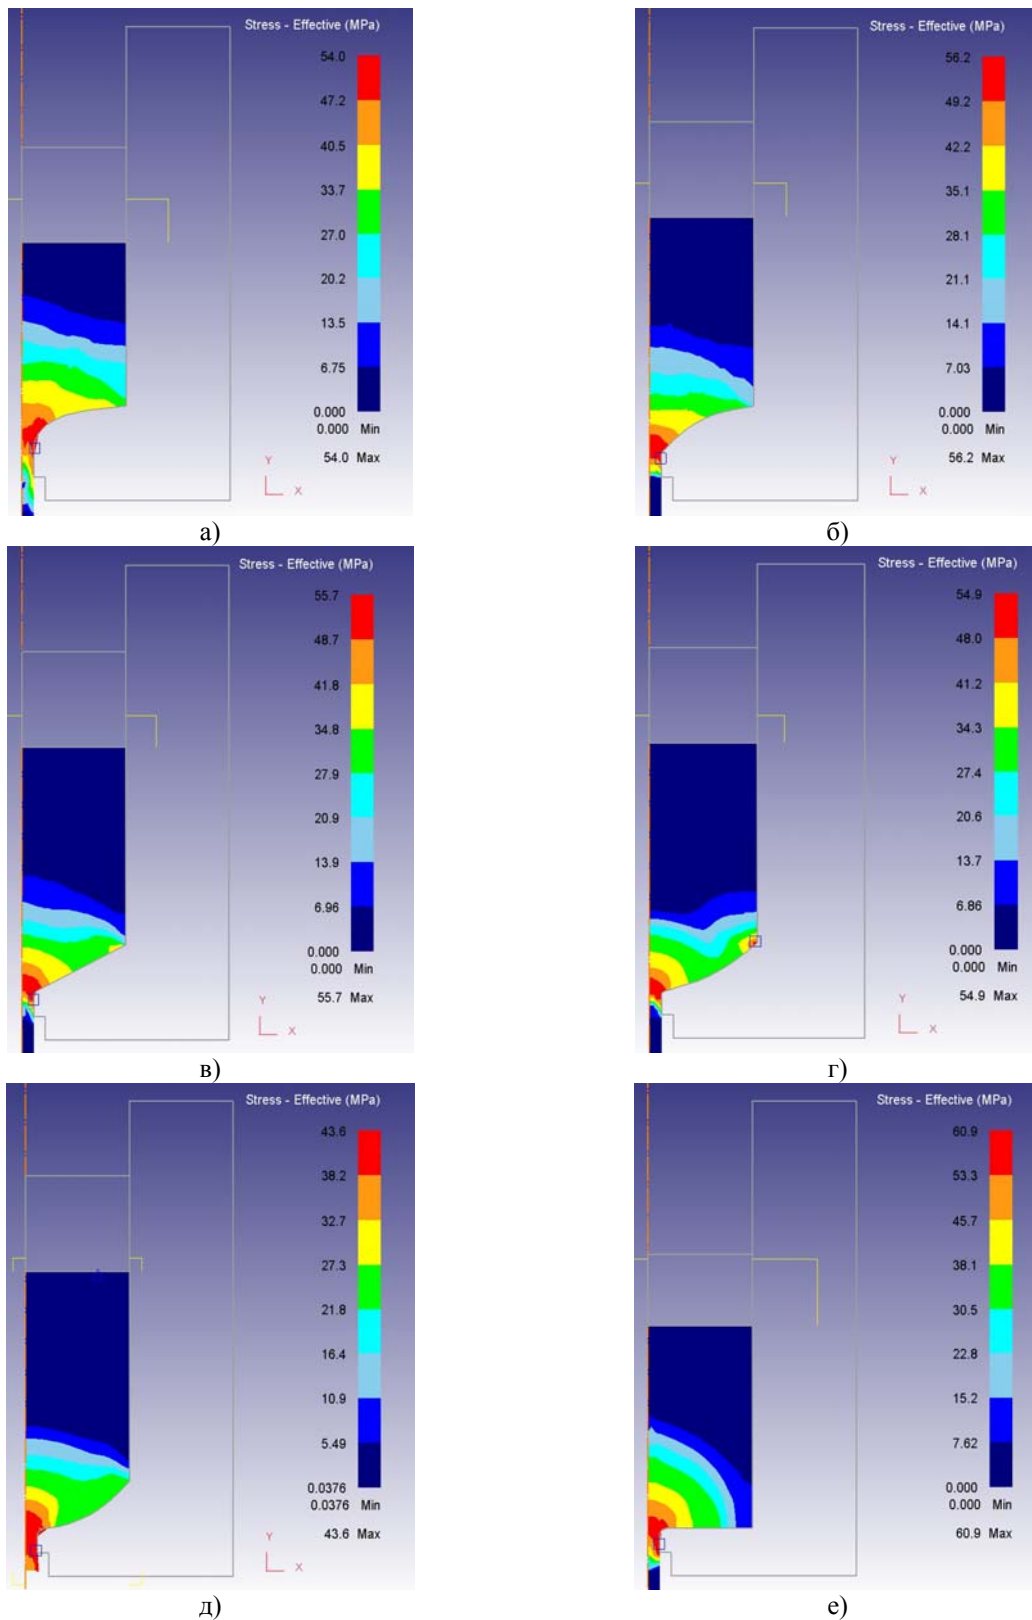 Stress - Effective (MPa)
54.0
47.2
40.5
33.7
27.0
20.2
13.5
6.75
0.000
0.000 Min
54.0 Max
Y
X
а)
Stress - Effective (MPa)
56.2
49.2
42.2
35.1
28.1
21.1
14.1
7.03
0.000
0.000 Min
56.2 Max
Y
X
б)
Stress - Effective (MPa)
55.7
48.7
41.8
34.8
27.9
20.9
13.9
6.96
0.000
0.000 Min
55.7 Max
Y
X
в)
Stress - Effective (MPa)
54.9
48.0
41.2
34.3
27.4
20.6
13.7
6.86
0.000
0.000 Min
54.9 Max
Y
X
г)
Stress - Effective (MPa)
43.6
38.2
32.7
27.3
21.8
16.4
10.9
5.49
0.0376
0.0376 Min
43.6 Max
Y
X
д)
Stress - Effective (MPa)
60.9
53.3
45.7
38.1
30.5
22.8
15.2
7.62
0.000
0.000 Min
60.9 Max
Y
X
е)